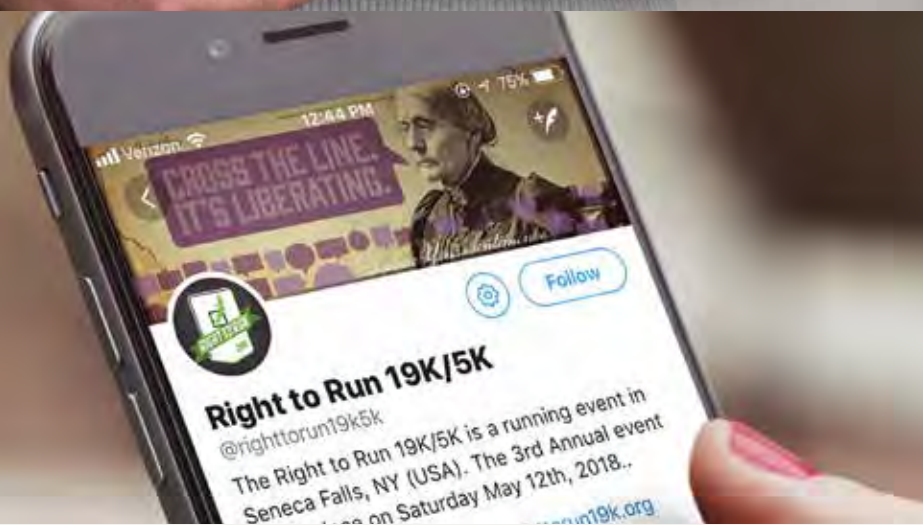 Verizon 12:44 PM 75%
CROSS THE LINE.
IT'S LIBERATING.
Follow
Right to Run 19K/5K
@righttorun19k5k
The Right to Run 19K/5K is a running event in
Seneca Falls, NY (USA). The 3rd Annual event
on Saturday May 12th, 2018..
torun19k.org